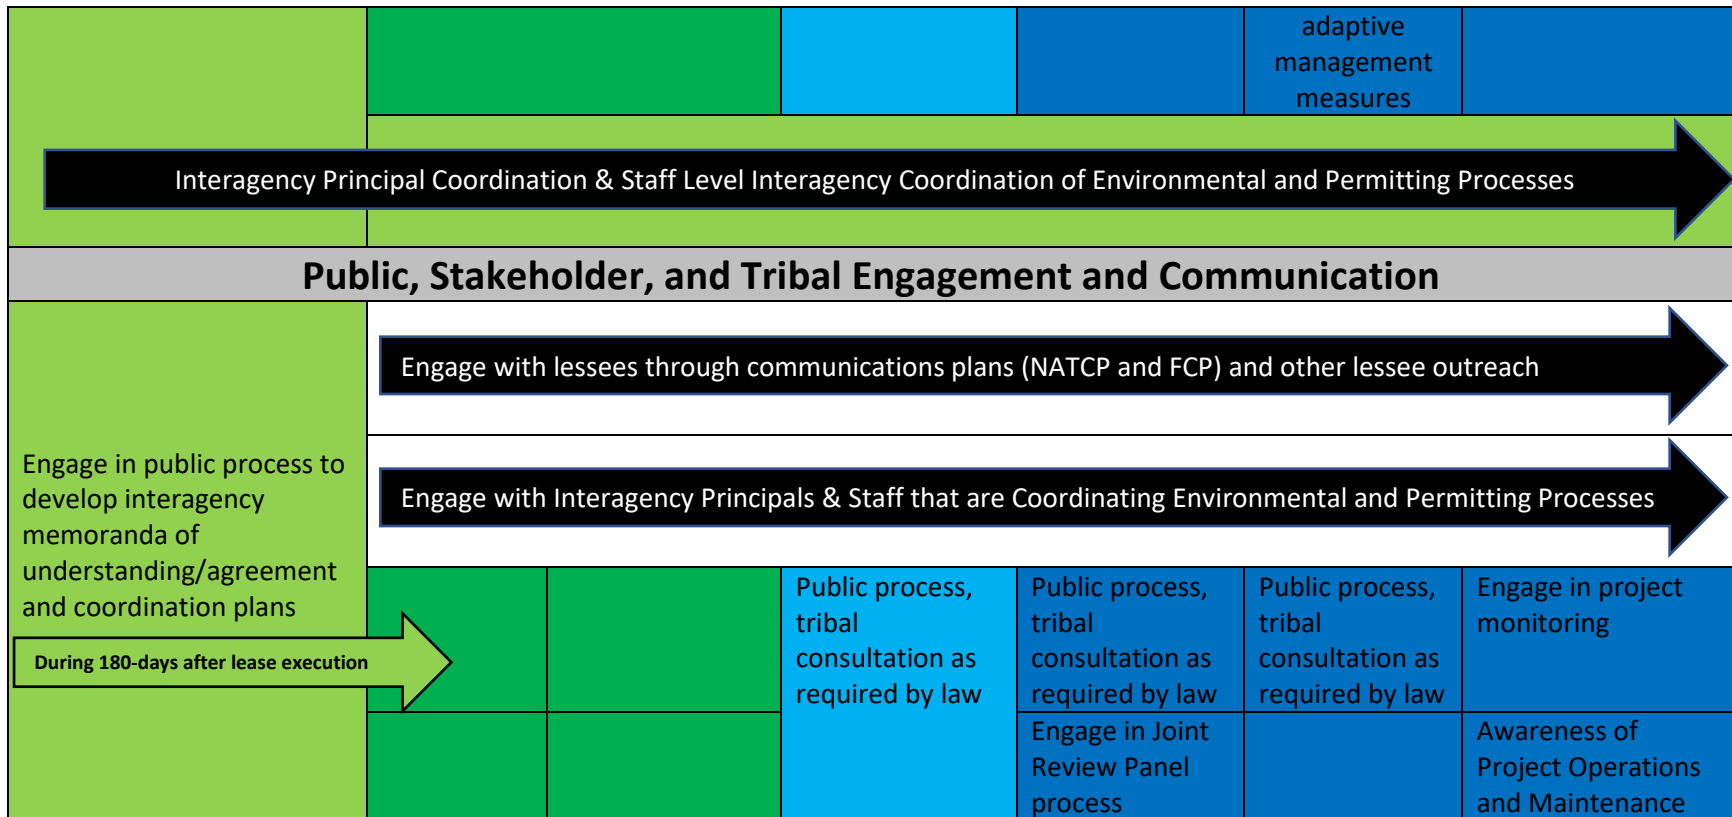 adaptive
management
measures
Interagency Principal Coordination & Staff Level Interagency Coordination of Environmental and Permitting Processes
Public, Stakeholder, and Tribal Engagement and Communication
Engage with lessees through communications plans (NATCP and FCP) and other lessee outreach
Engage in public process to
develop interagency
memoranda of
understanding/agreement
and coordination plans
During 180-days after lease execution
Engage with Interagency Principals & Staff that are Coordinating Environmental and Permitting Processes
Public process,
tribal
consultation as
required by law
Public process,
tribal
consultation as
required by law
Public process,
tribal
consultation as
required by law
Engage in project
monitoring
Engage in Joint
Review Panel
process
Awareness of
Project Operations
and Maintenance